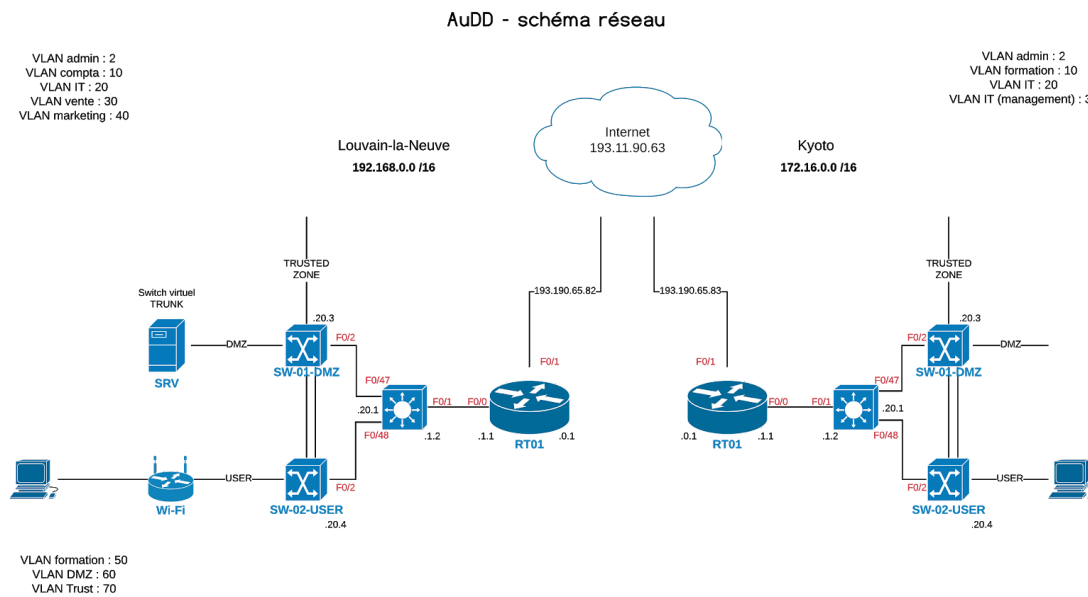 AuDD - schéma réseau
VLAN admin : 2
VLAN compta : 10
VLAN IT : 20
VLAN vente : 30
VLAN marketing : 40
VLAN admin : 2
VLAN formation : 10
VLAN IT : 20
VLAN IT (management) : 3
Internet
193.11.90.63
Louvain-la-Neuve
192.168.0.0 /16
Kyoto
172.16.0.0 /16
TRUSTED
ZONE
TRUSTED
ZONE
Switch virtuel
TRUNK
193.190.65.82
193.190.65.83
.20.3
.20.3
DMZ
F0/2
F0/2
DMZ
SRV
SW-01-DMZ
F0/1
F0/1
SW-01-DMZ
F0/47
F0/47
.20.1
F0/1
F0/0
F0/0
F0/1
.20.1
F0/48
.1.2
.1.1
RT01
.0.1
.0.1
RT01
.1.1
.1.2
F0/48
USER
F0/2
F0/2
USER
Wi-Fi
SW-02-USER
SW-02-USER
.20.4
.20.4
VLAN formation : 50
VLAN DMZ : 60
VLAN Trust : 70